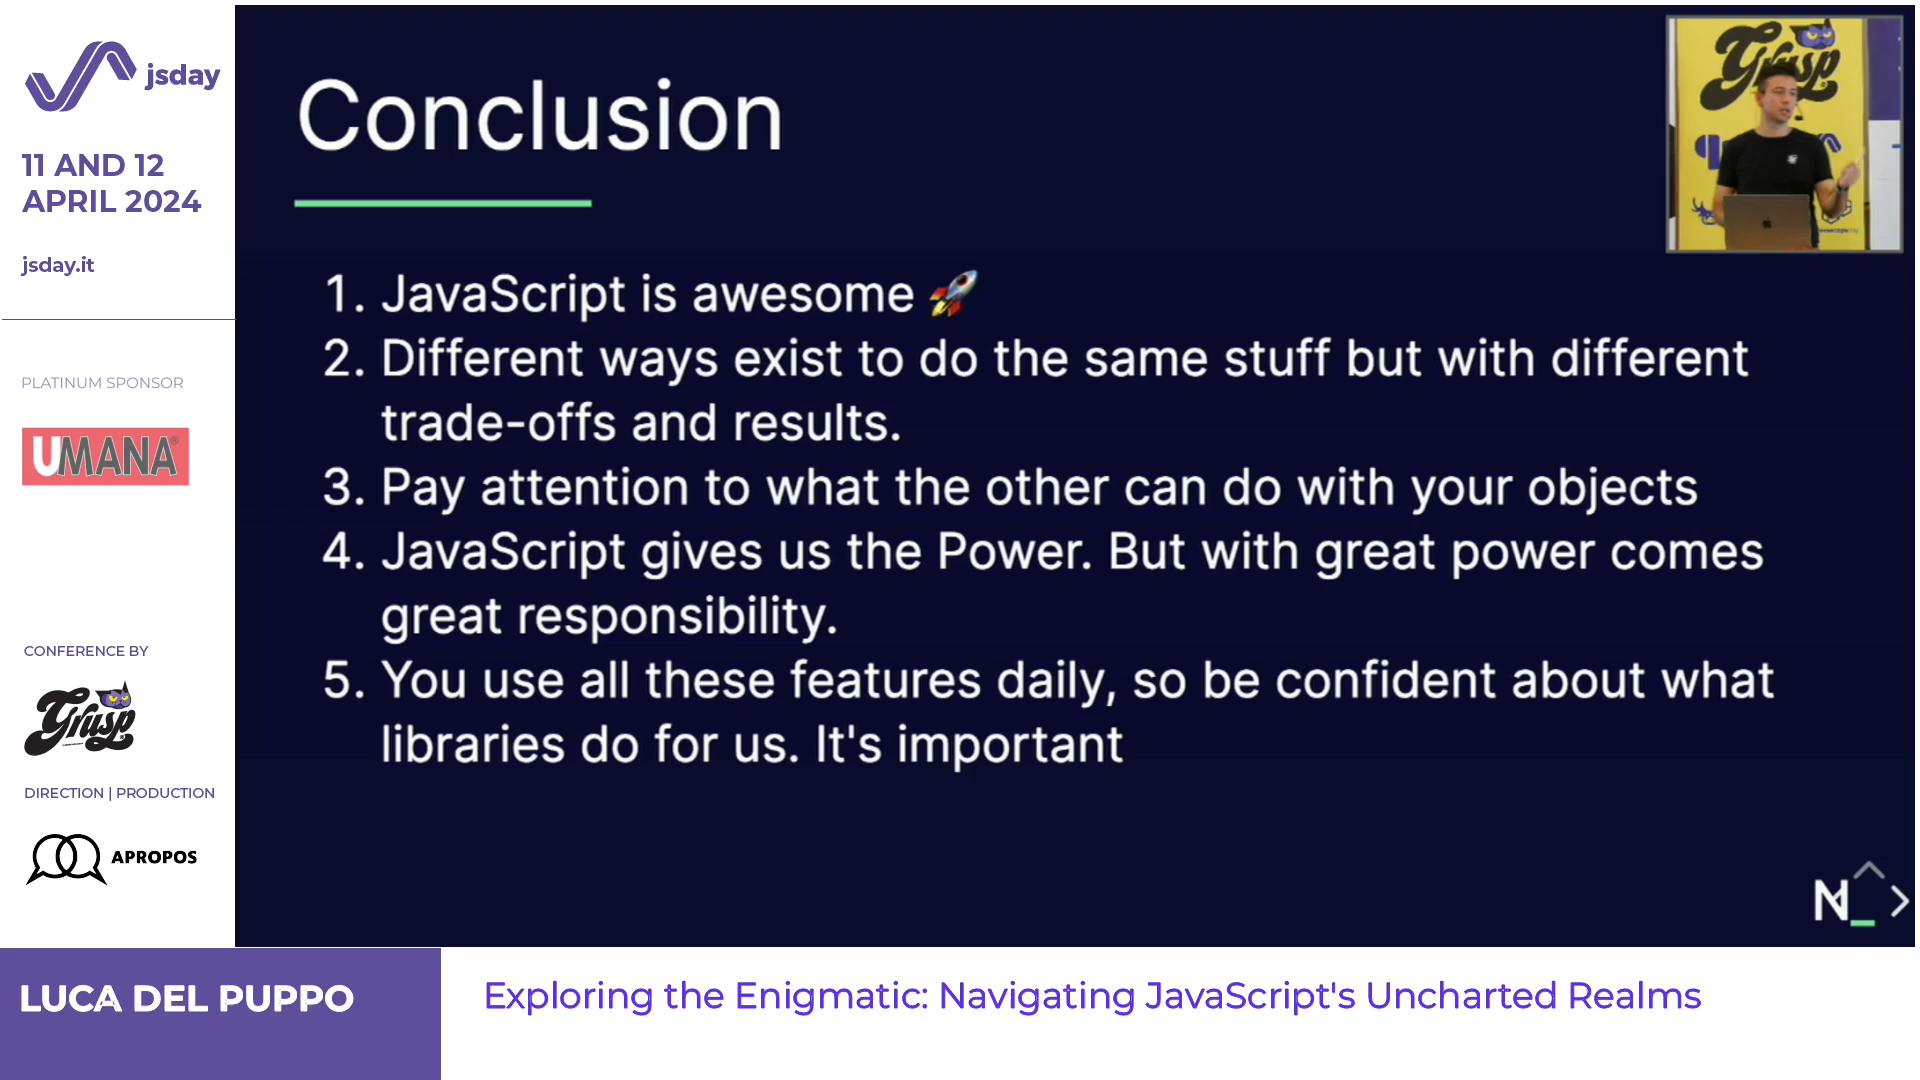 jsday
11 AND 12
APRIL 2024
jsday.it
PLATINUM SPONSOR
UMANA®
CONFERENCE BY
Grusp
DIRECTION | PRODUCTION
APROPOS
Conclusion
1. JavaScript is awesome 🚀
2. Different ways exist to do the same stuff but with different
trade-offs and results.
3. Pay attention to what the other can do with your objects
4. JavaScript gives us the Power. But with great power comes
great responsibility.
5. You use all these features daily, so be confident about what
libraries do for us. It's important
Grusp
N_
LUCA DEL PUPPO
Exploring the Enigmatic: Navigating JavaScript's Uncharted Realms